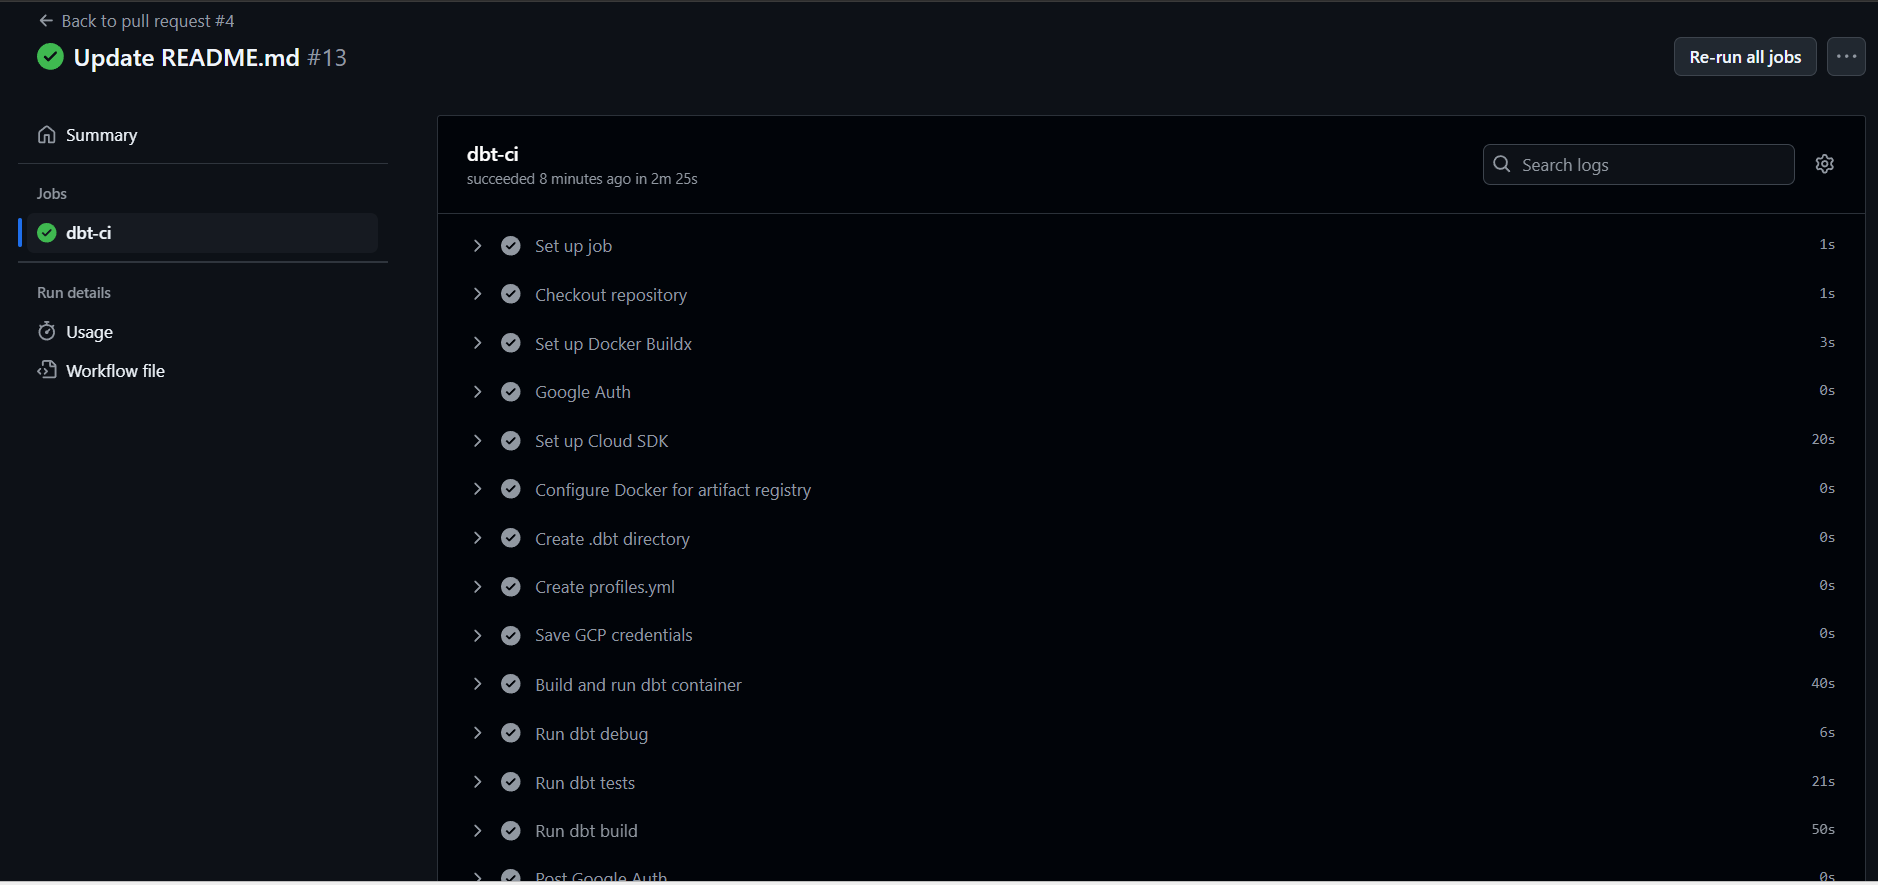 Back to pull request #4
Update README.md #13
Re-run all jobs
Summary
Jobs
dbt-ci
Run details
Usage
Workflow file
dbt-ci
succeeded 8 minutes ago in 2m 25s
Search logs
Set up job 1s
Checkout repository 1s
Set up Docker Buildx 3s
Google Auth 0s
Set up Cloud SDK 20s
Configure Docker for artifact registry 0s
Create .dbt directory 0s
Create profiles.yml 0s
Save GCP credentials 0s
Build and run dbt container 40s
Run dbt debug 6s
Run dbt tests 21s
Run dbt build 50s
Post Google Auth 0s